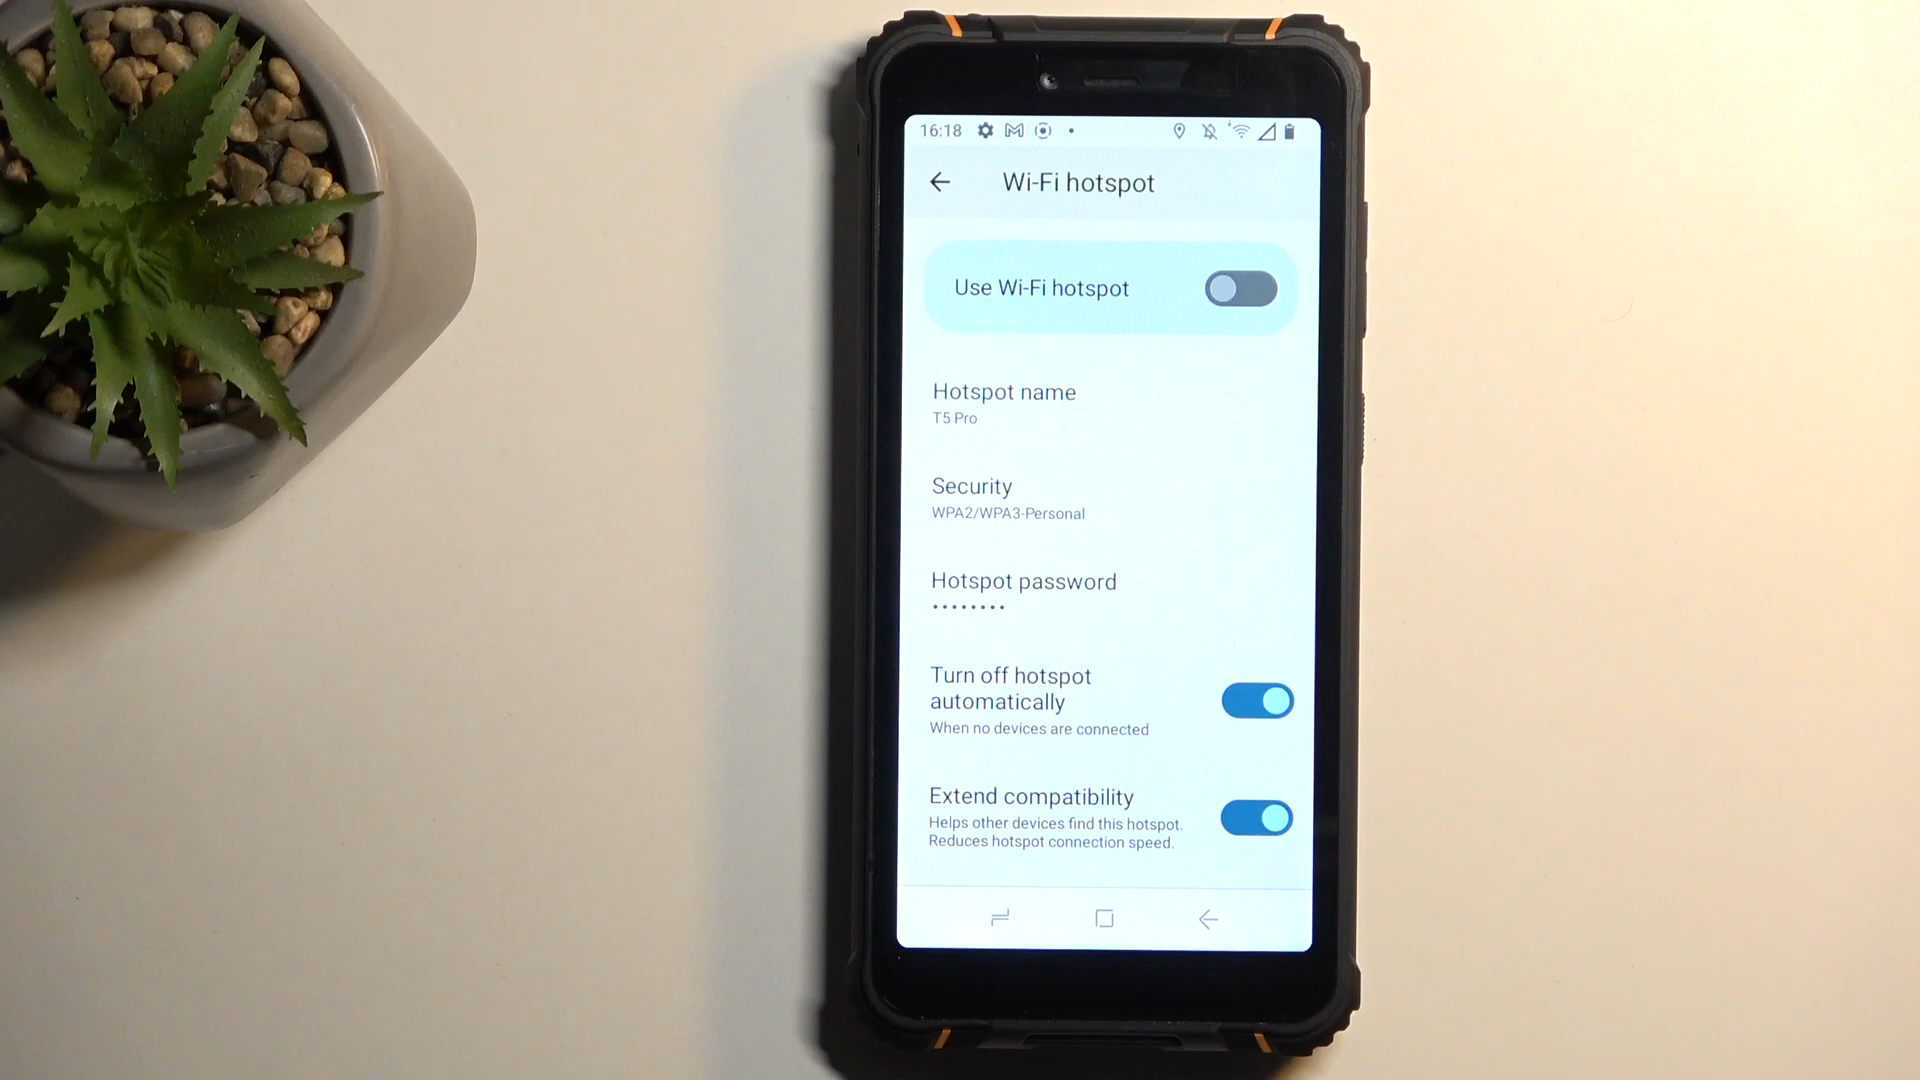 16:18
Wi-Fi hotspot
Use Wi-Fi hotspot
Hotspot name
T5 Pro
Security
WPA2/WPA3-Personal
Hotspot password
••••••••
Turn off hotspot
automatically
When no devices are connected
Extend compatibility
Helps other devices find this hotspot.
Reduces hotspot connection speed.